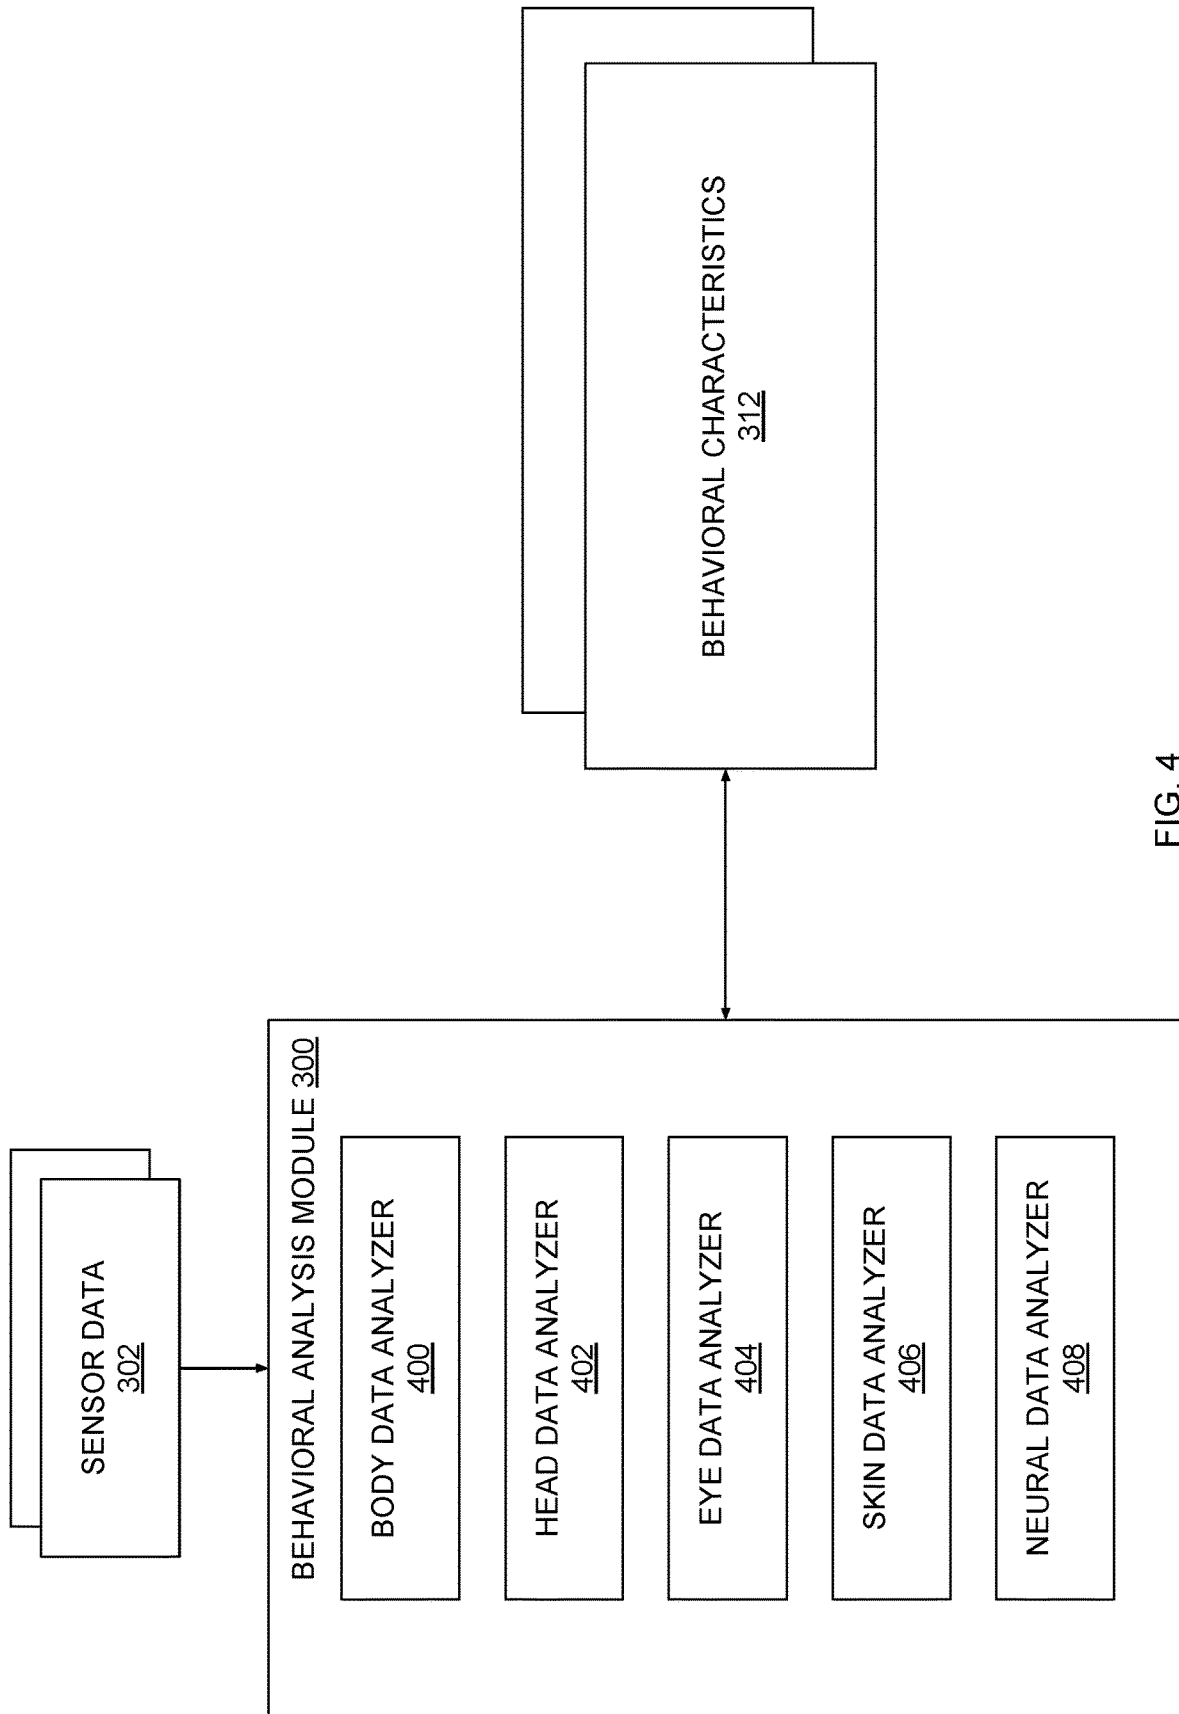 SENSOR DATA
302
BEHAVIORAL ANALYSIS MODULE 300
BODY DATA ANALYZER
400
HEAD DATA ANALYZER
402
EYE DATA ANALYZER
404
SKIN DATA ANALYZER
406
NEURAL DATA ANALYZER
408
BEHAVIORAL CHARACTERISTICS
312
FIG. 4